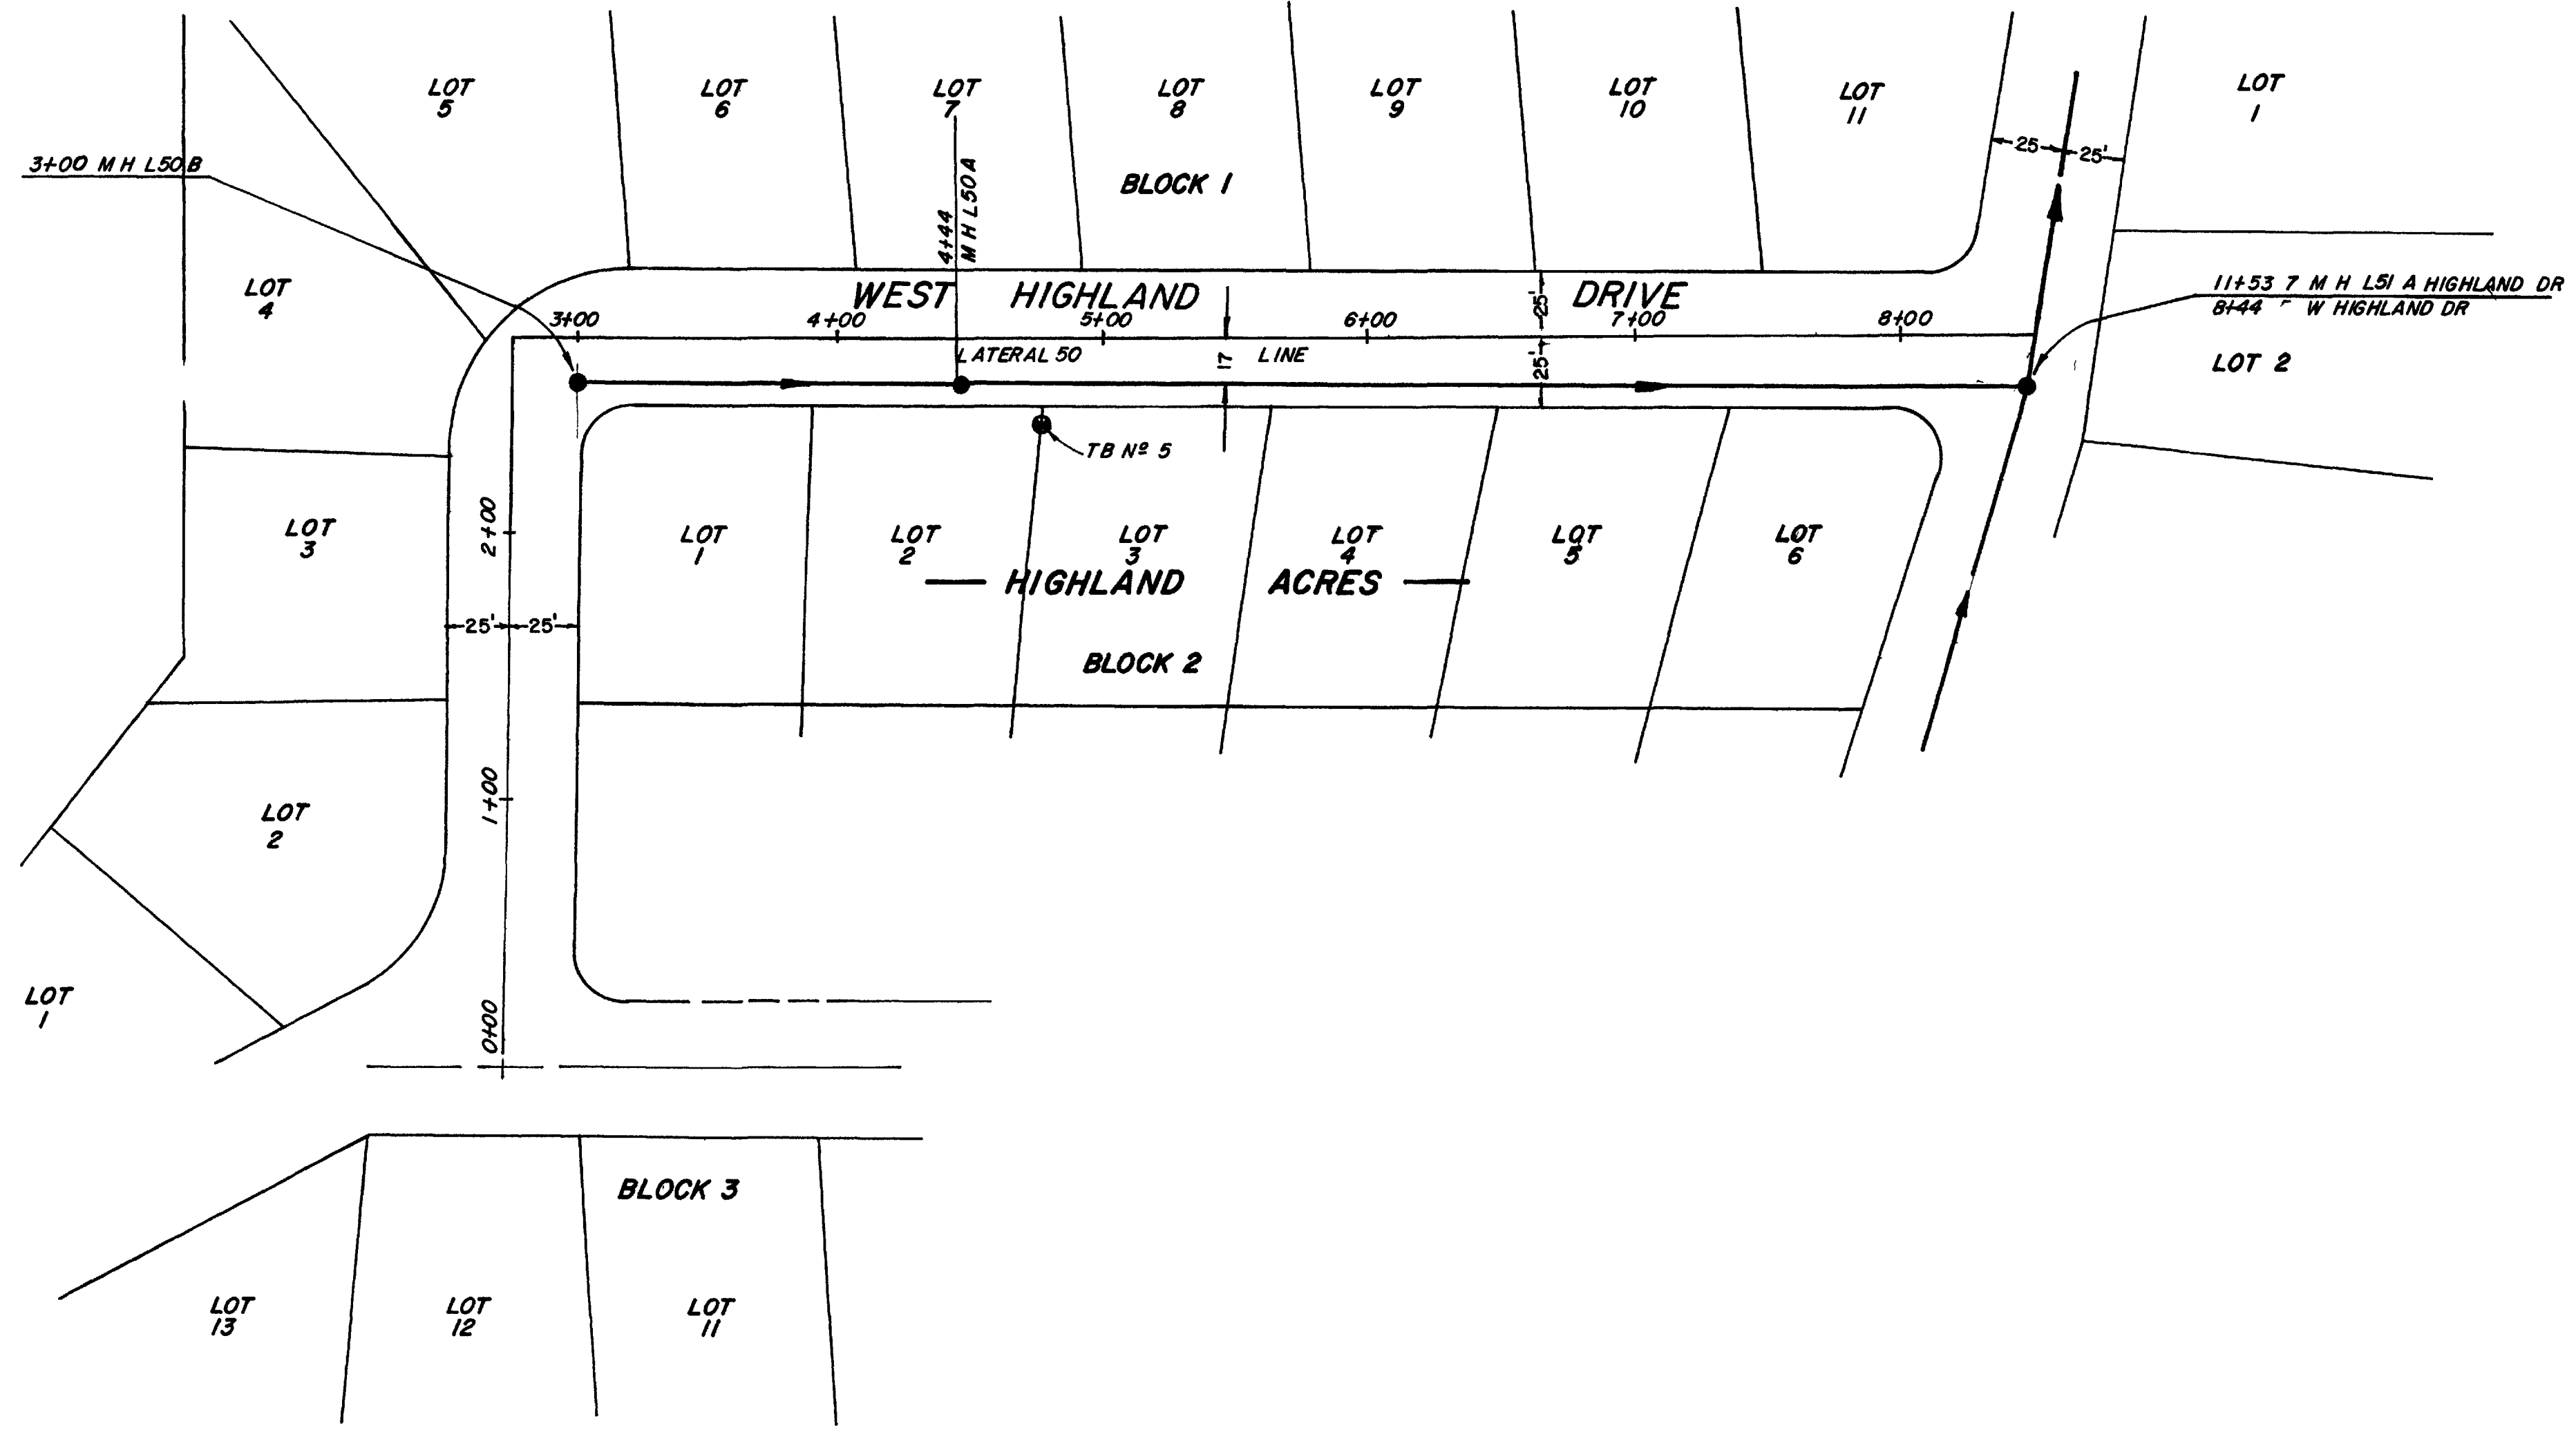 LOT
5
LOT
6
LOT
7
LOT
8
LOT
9
LOT
10
LOT
11
LOT
1
3+00 M H L50 B
4+44
M H L50 A
BLOCK 1
25
25'
LOT
4
WEST HIGHLAND DRIVE
25'
11+53 7 M H L51 A HIGHLAND DR
8+44 W HIGHLAND DR
3+00
4+00
5+00
6+00
7+00
8+00
LATERAL 50 LINE
17
25'
LOT 2
TB Nº 5
2+00
LOT
3
LOT
1
LOT
2
LOT
3
LOT
4
LOT
5
LOT
6
HIGHLAND ACRES
25'
25'
BLOCK 2
1+00
LOT
2
LOT
1
0+00
BLOCK 3
LOT
13
LOT
12
LOT
11